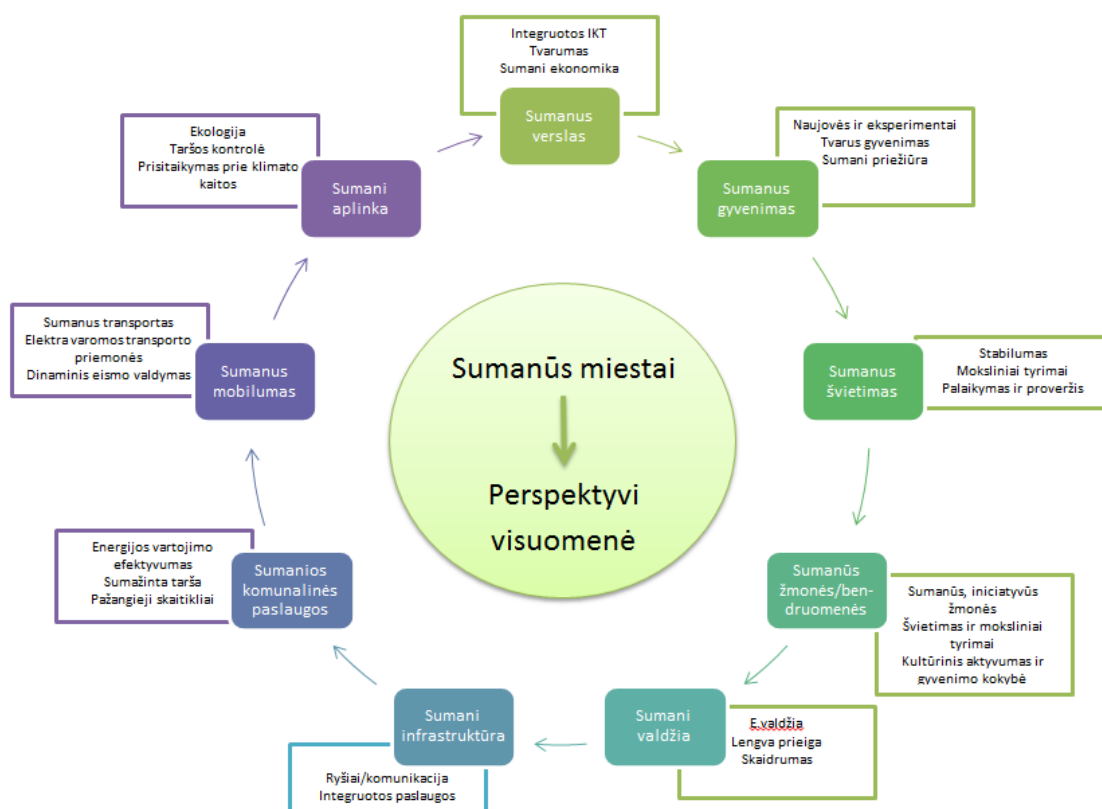 Integruotos IKT
Tvarumas
Sumani ekonomika
Sumanus
verslas
Naujovės ir eksperimentai
Tvarus gyvenimas
Sumani priežiūra
Sumanus
gyvenimas
Stabilumas
Moksliniai tyrimai
Palaikymas ir proveržis
Sumanus
švietimas
Sumanūs, iniciatyvūs
žmonės
Švietimas ir moksliniai
tyrimai
Kultūrinis aktyvumas ir
gyvenimo kokybė
Sumanūs
žmonės/ben-
druomenės
E.valdžia
Lengva prieiga
Skaidrumas
Sumani
valdžia
Sumani
infrastruktūra
Ryšiai/komunikacija
Integruotos paslaugos
Energijos vartojimo
efektyvumas
Sumažinta tarša
Pažangieji skaitikliai
Sumanios
komunalinės
paslaugos
Sumanus transportas
Elektra varomos transporto
priemonės
Dinaminis eismo valdymas
Sumanus
mobilumas
Ekologija
Taršos kontrolė
Prisitaikymas prie klimato
kaitos
Sumani
aplinka
Sumanūs miestai
Perspektyvi
visuomenė